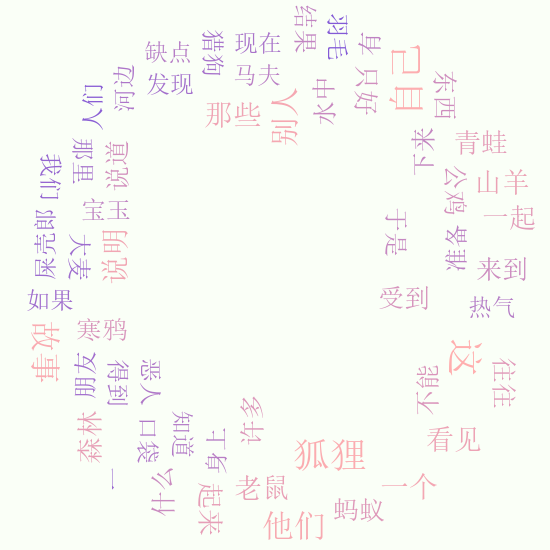 结果
羽毛
猎狗
现在
身
缺点
自己
发现
马夫
只好
东西
河边
水中
人们
那些
别人
下来
青蛙
那里
说道
我们
公鸡
山羊
宝玉
一起
屎壳郎
于是
准备
大麦
说明
来到
如果
受到
热气
寒鸦
故事
这
朋友
得到
恶人
不能
往往
森林
口袋
知道
许多
身上
看见
狐狸
一
什么
起来
老鼠
一个
蚂蚁
他们